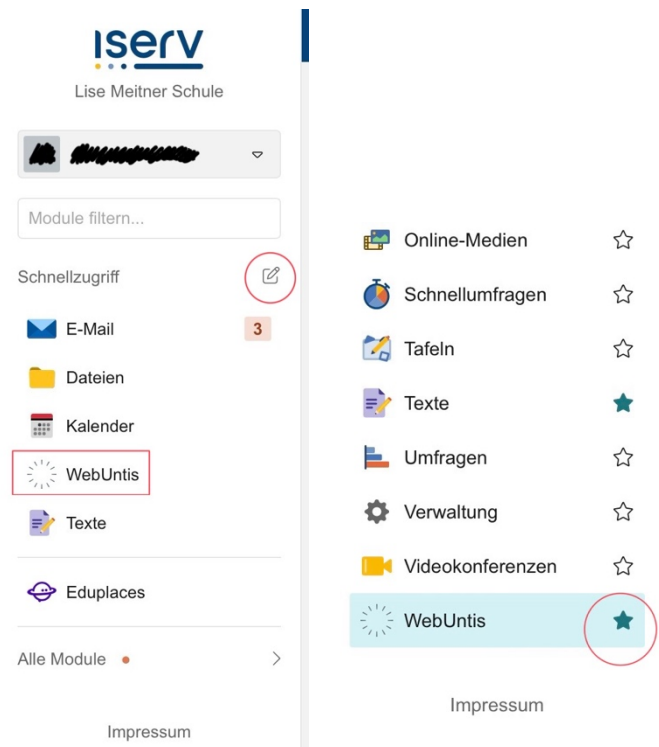 ıserv
Lise Meitner Schule
Module filtern...
Schnellzugriff
E-Mail
3
Dateien
Kalender
WebUntis
Texte
Eduplaces
Alle Module
Impressum
Online-Medien
Schnellumfragen
Tafeln
Texte
Umfragen
Verwaltung
Videokonferenzen
WebUntis
Impressum